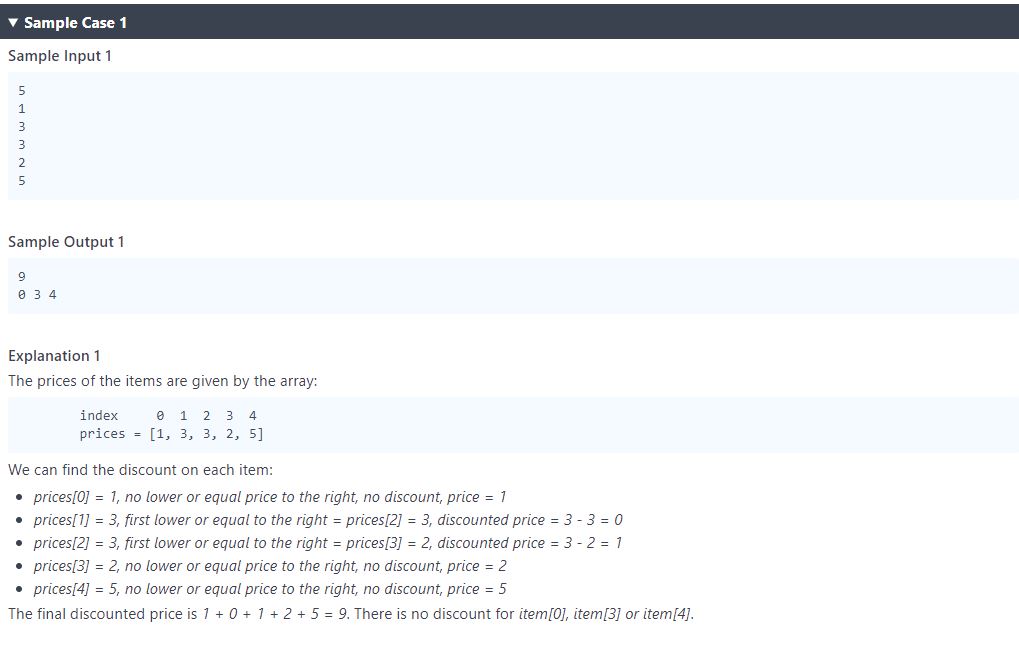 ▼ Sample Case 1
Sample Input 1
5
1
3
3
2
5
Sample Output 1
9
0 3 4
Explanation 1
The prices of the items are given by the array:
index 0 1 2 3 4
prices = [1, 3, 3, 2, 5]
We can find the discount on each item:
• prices[0] = 1, no lower or equal price to the right, no discount, price = 1
• prices[1] = 3, first lower or equal to the right = prices[2] = 3, discounted price = 3 - 3 = 0
• prices[2] = 3, first lower or equal to the right = prices[3] = 2, discounted price = 3 - 2 = 1
• prices[3] = 2, no lower or equal price to the right, no discount, price = 2
• prices[4] = 5, no lower or equal price to the right, no discount, price = 5
The final discounted price is 1 + 0 + 1 + 2 + 5 = 9. There is no discount for item[0], item[3] or item[4].